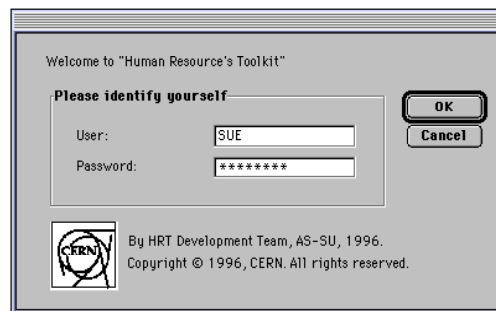 Welcome to "Human Resource's Toolkit"
Please identify yourself
User: SUE
Password: ********
OK
Cancel
CERN
By HRT Development Team, AS-SU, 1996.
Copyright © 1996, CERN. All rights reserved.